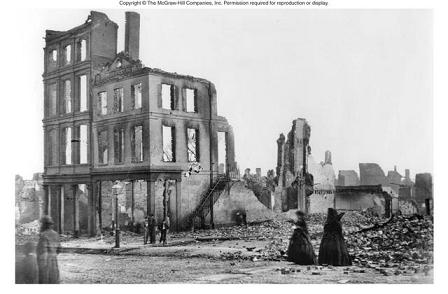 Copyright © The McGraw-Hill Companies, Inc. Permission required for reproduction or display.